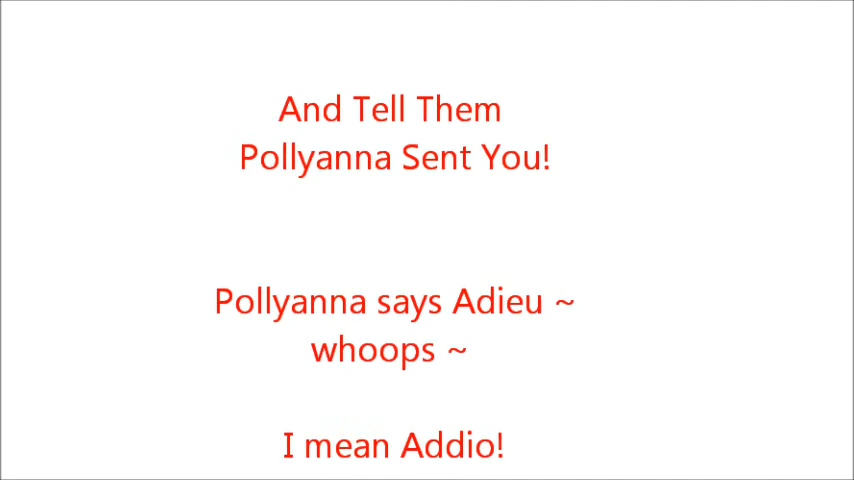 And Tell Them
Pollyanna Sent You!
Pollyanna says Adieu ~
whoops ~
I mean Addio!